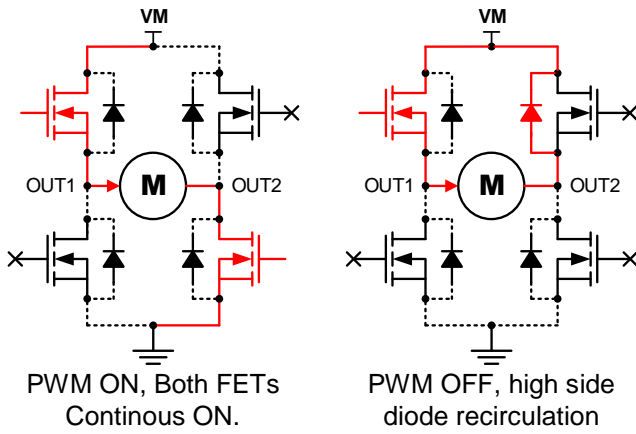 VM
OUT1
M
OUT2
PWM ON, Both FETs
Continous ON.
VM
OUT1
M
OUT2
PWM OFF, high side
diode recirculation